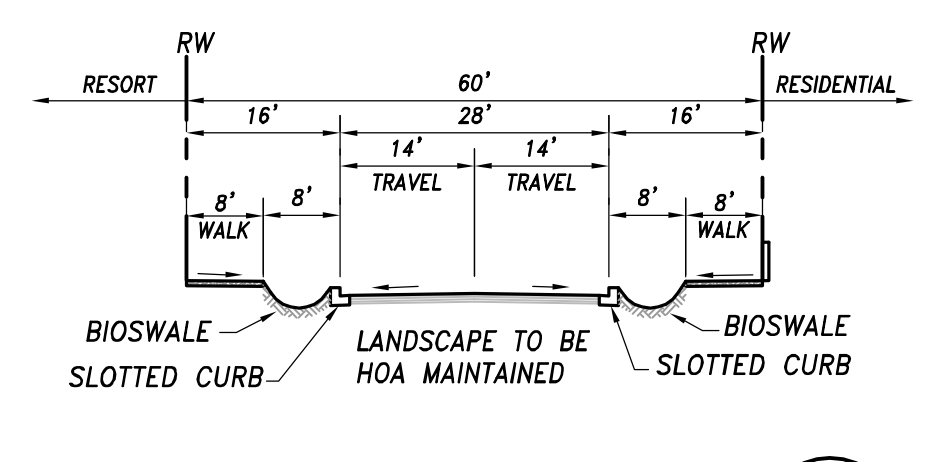 RW RW
RESORT 60' RESIDENTIAL
16' 28' 16'
14' 14'
TRAVEL TRAVEL
8' 8' 8' 8'
WALK WALK
BIOSWALE BIOSWALE
LANDSCAPE TO BE
HOA MAINTAINED
SLOTTED CURB SLOTTED CURB